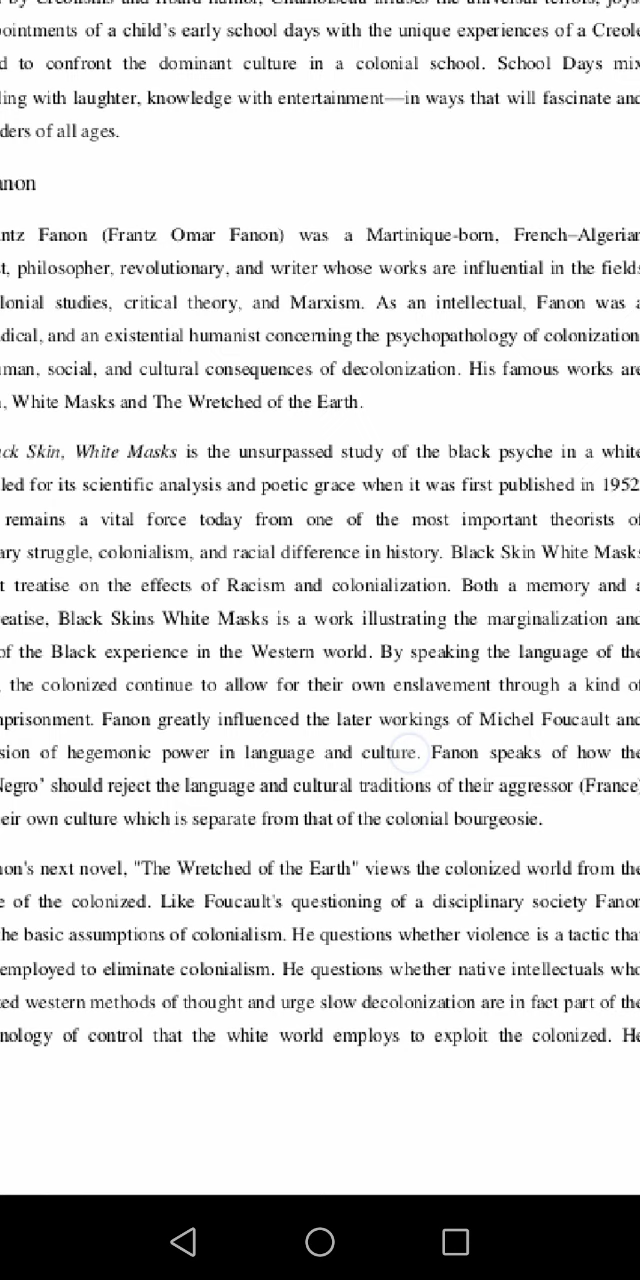 pointments of a child's early school days with the unique experiences of a Creole
d to confront the dominant culture in a colonial school. School Days mix
ling with laughter, knowledge with entertainment—in ways that will fascinate and
ders of all ages.
anon
ntz Fanon (Frantz Omar Fanon) was a Martinique-born, French–Algerian
t, philosopher, revolutionary, and writer whose works are influential in the fields
lonial studies, critical theory, and Marxism. As an intellectual, Fanon was a
dical, and an existential humanist concerning the psychopathology of colonization
man, social, and cultural consequences of decolonization. His famous works are
, White Masks and The Wretched of the Earth.
ck Skin, White Masks is the unsurpassed study of the black psyche in a white
led for its scientific analysis and poetic grace when it was first published in 1952
remains a vital force today from one of the most important theorists of
ary struggle, colonialism, and racial difference in history. Black Skin White Masks
t treatise on the effects of Racism and colonialization. Both a memory and a
eatise, Black Skins White Masks is a work illustrating the marginalization and
of the Black experience in the Western world. By speaking the language of the
, the colonized continue to allow for their own enslavement through a kind of
mprisonment. Fanon greatly influenced the later workings of Michel Foucault and
sion of hegemonic power in language and culture. Fanon speaks of how the
Negro' should reject the language and cultural traditions of their aggressor (France)
eir own culture which is separate from that of the colonial bourgeosie.
non's next novel, "The Wretched of the Earth" views the colonized world from the
e of the colonized. Like Foucault's questioning of a disciplinary society Fanon
he basic assumptions of colonialism. He questions whether violence is a tactic that
employed to eliminate colonialism. He questions whether native intellectuals who
ted western methods of thought and urge slow decolonization are in fact part of the
nology of control that the white world employs to exploit the colonized. He